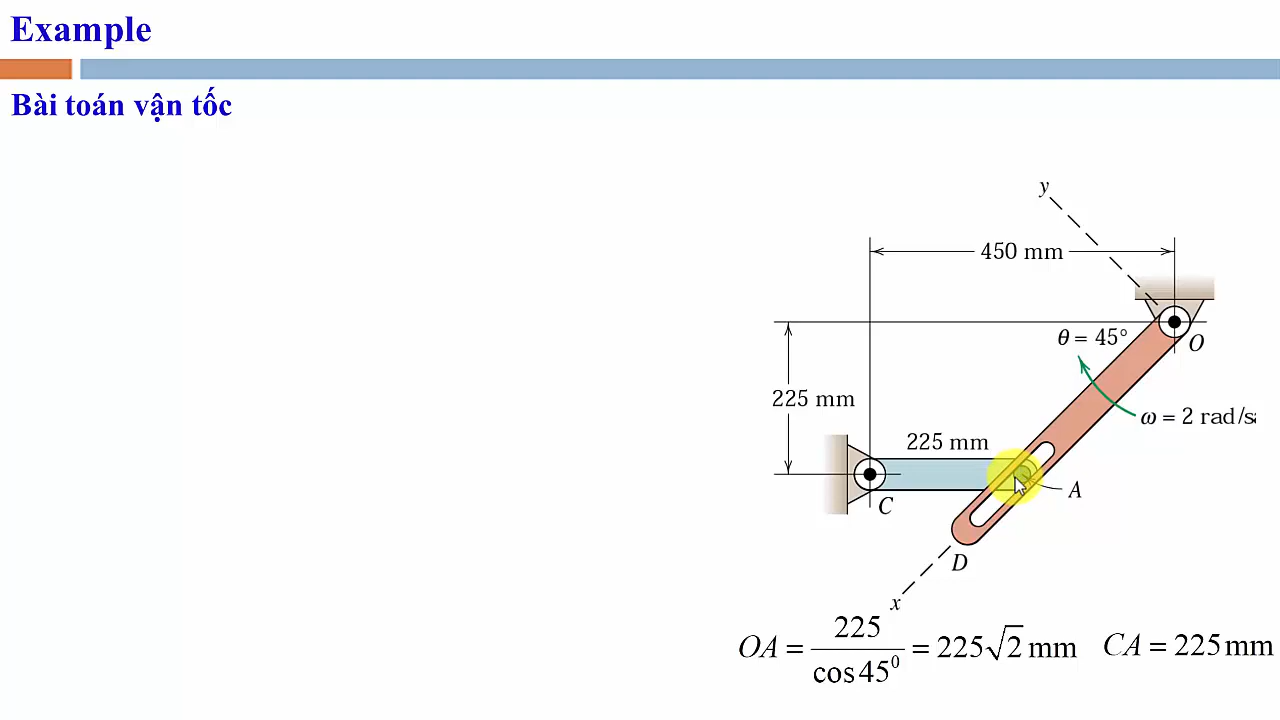 Example
Bài toán vận tốc
y
450 mm
θ = 45°
O
225 mm
ω = 2 rad/s
225 mm
C
A
D
x
OA = 225 / cos 45⁰ = 225√2 mm CA = 225 mm